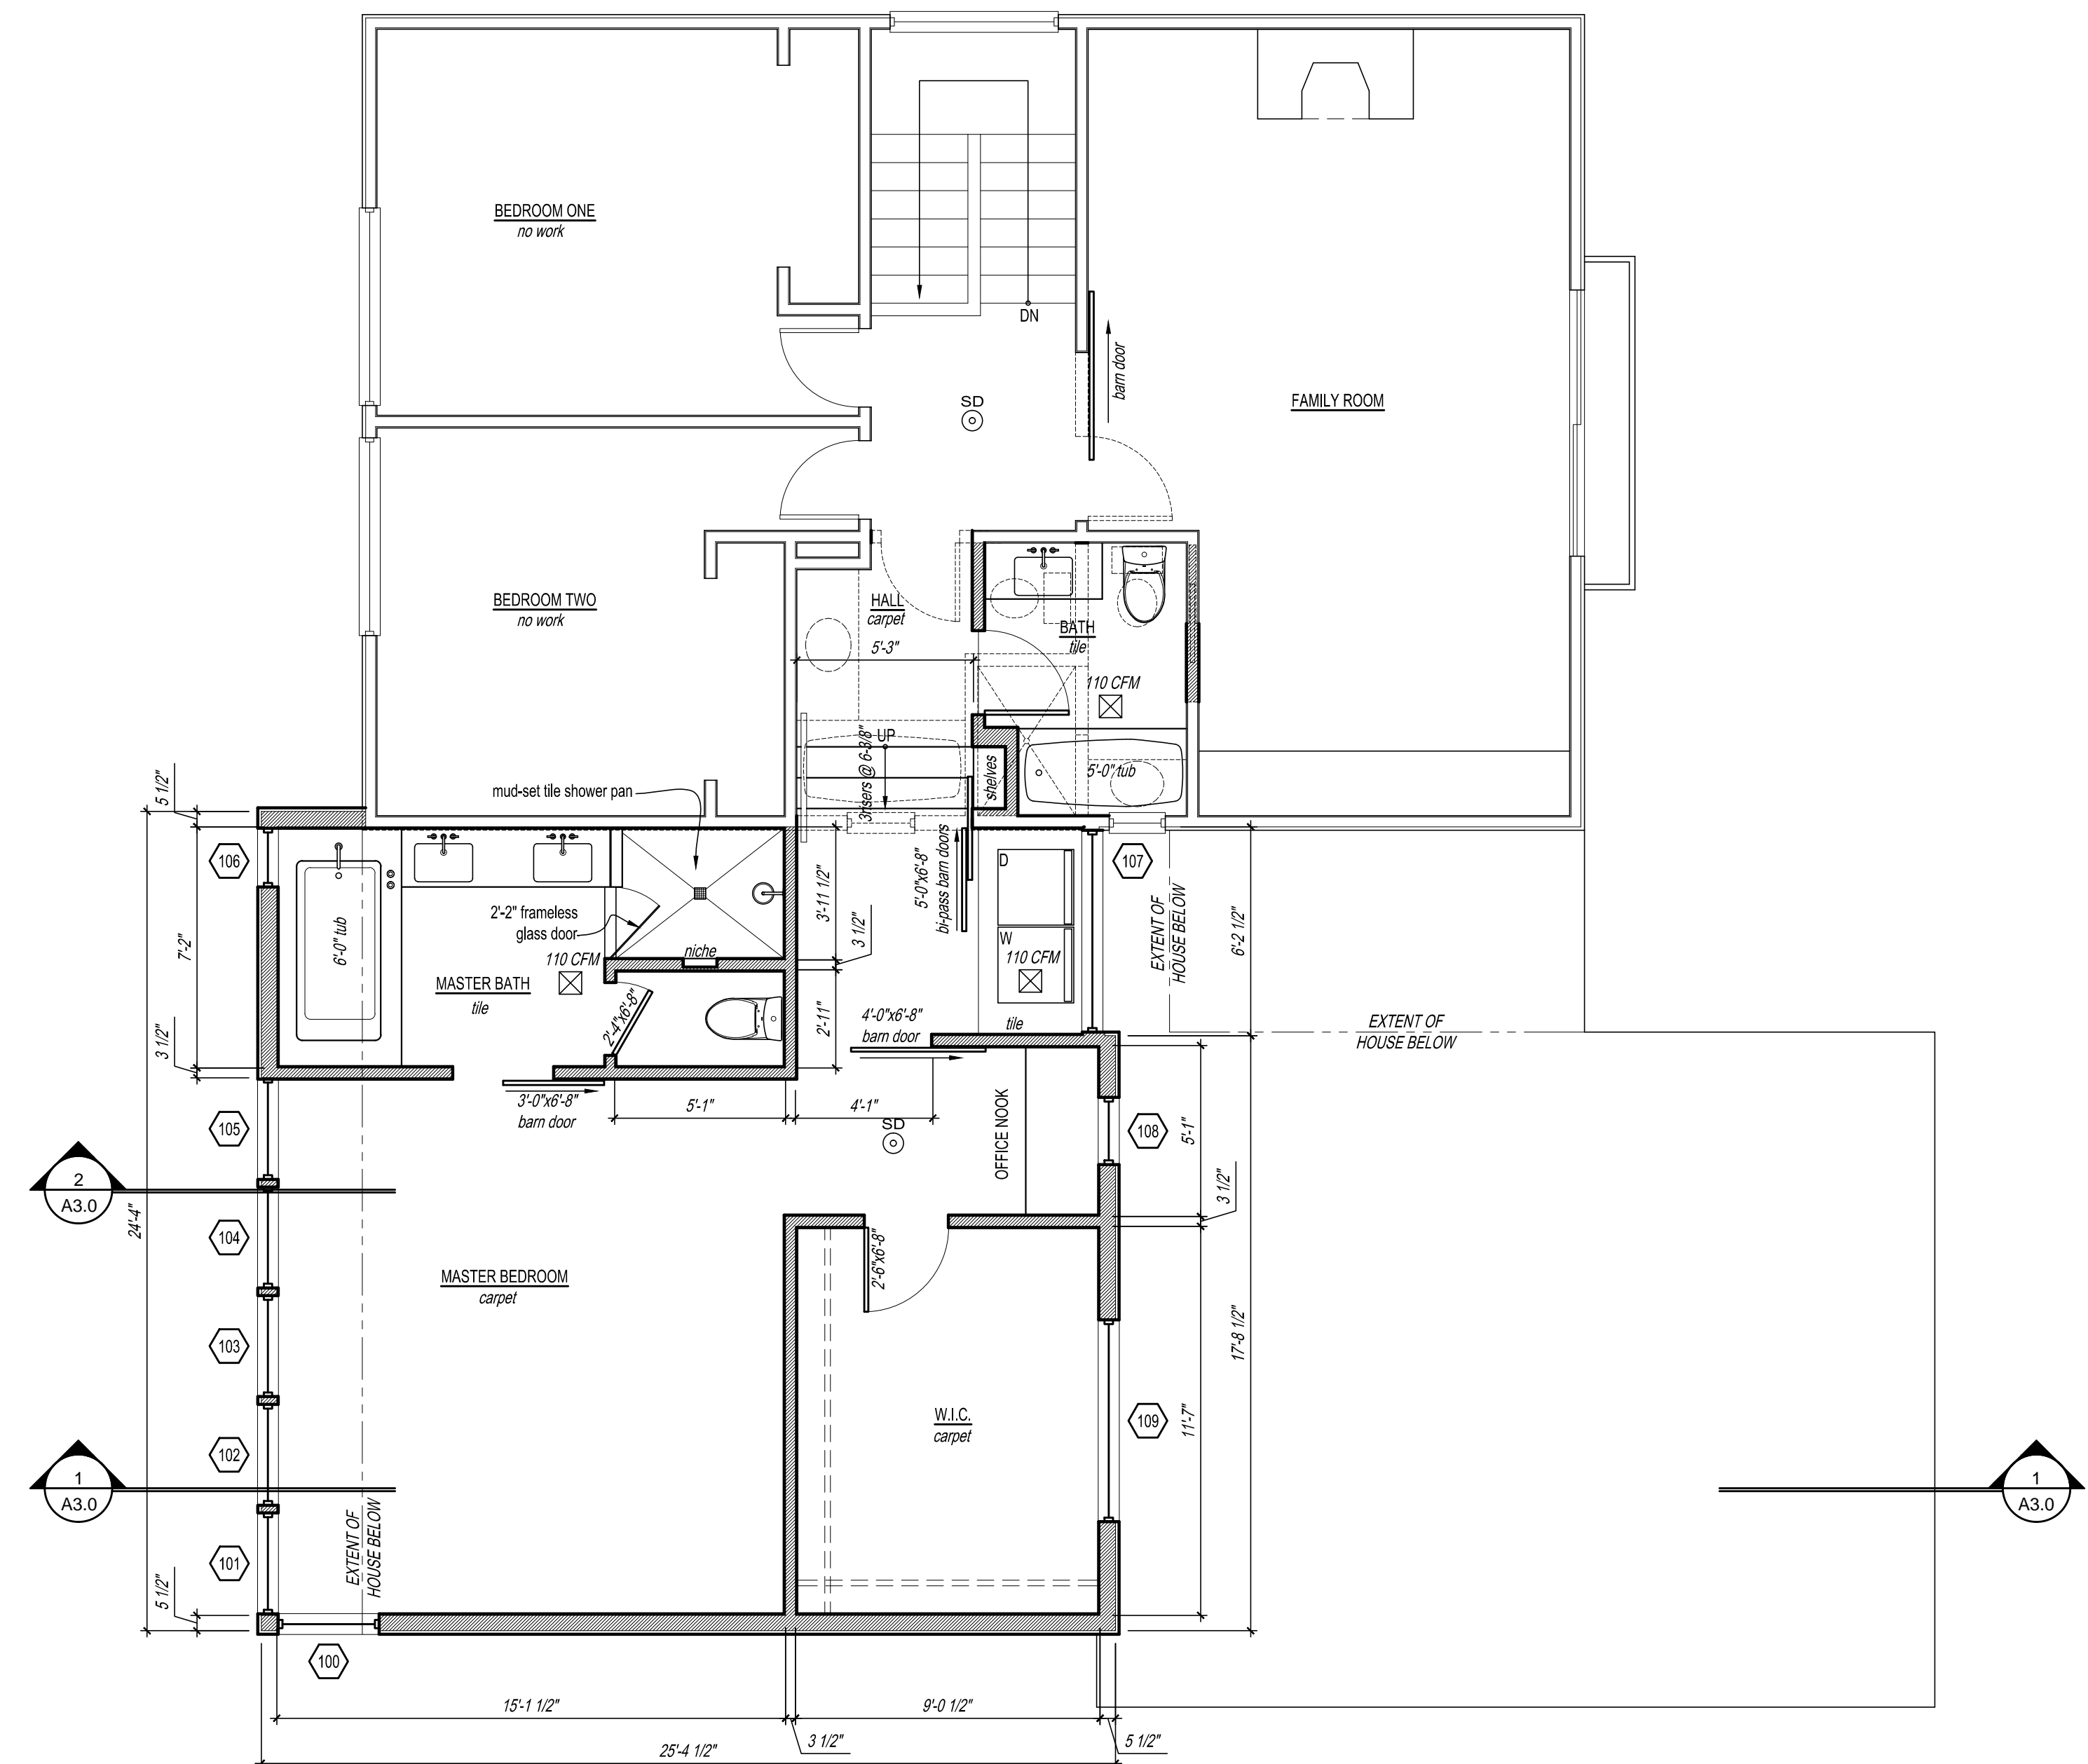 BEDROOM ONE
no work
DN
barn door
SD
FAMILY ROOM
BEDROOM TWO
no work
HALL
carpet
5'-3"
BATH
tile
110 CFM
UP
3risers @ 6-3/8"
shelves
5'-0" tub
mud-set tile shower pan
5 1/2"
106
6'-0" tub
2'-2" frameless
glass door
110 CFM
niche
MASTER BATH
tile
2'-4"x6'-8"
3'-11 1/2"
3 1/2"
2'-11"
5'-0"x6'-8"
bi-pass barn doors
D
W
110 CFM
tile
107
EXTENT OF
HOUSE BELOW
6'-2 1/2"
EXTENT OF
HOUSE BELOW
7'-2"
3 1/2"
4'-0"x6'-8"
barn door
3'-0"x6'-8"
barn door
5'-1"
4'-1"
SD
OFFICE NOOK
105
108
5'-1"
3 1/2"
2
A3.0
24'-4"
104
2'-6"x6'-8"
MASTER BEDROOM
carpet
103
17'-8 1/2"
W.I.C.
carpet
109
11'-7"
102
1
A3.0
1
A3.0
EXTENT OF
HOUSE BELOW
101
5 1/2"
100
15'-1 1/2"
9'-0 1/2"
3 1/2"
5 1/2"
25'-4 1/2"